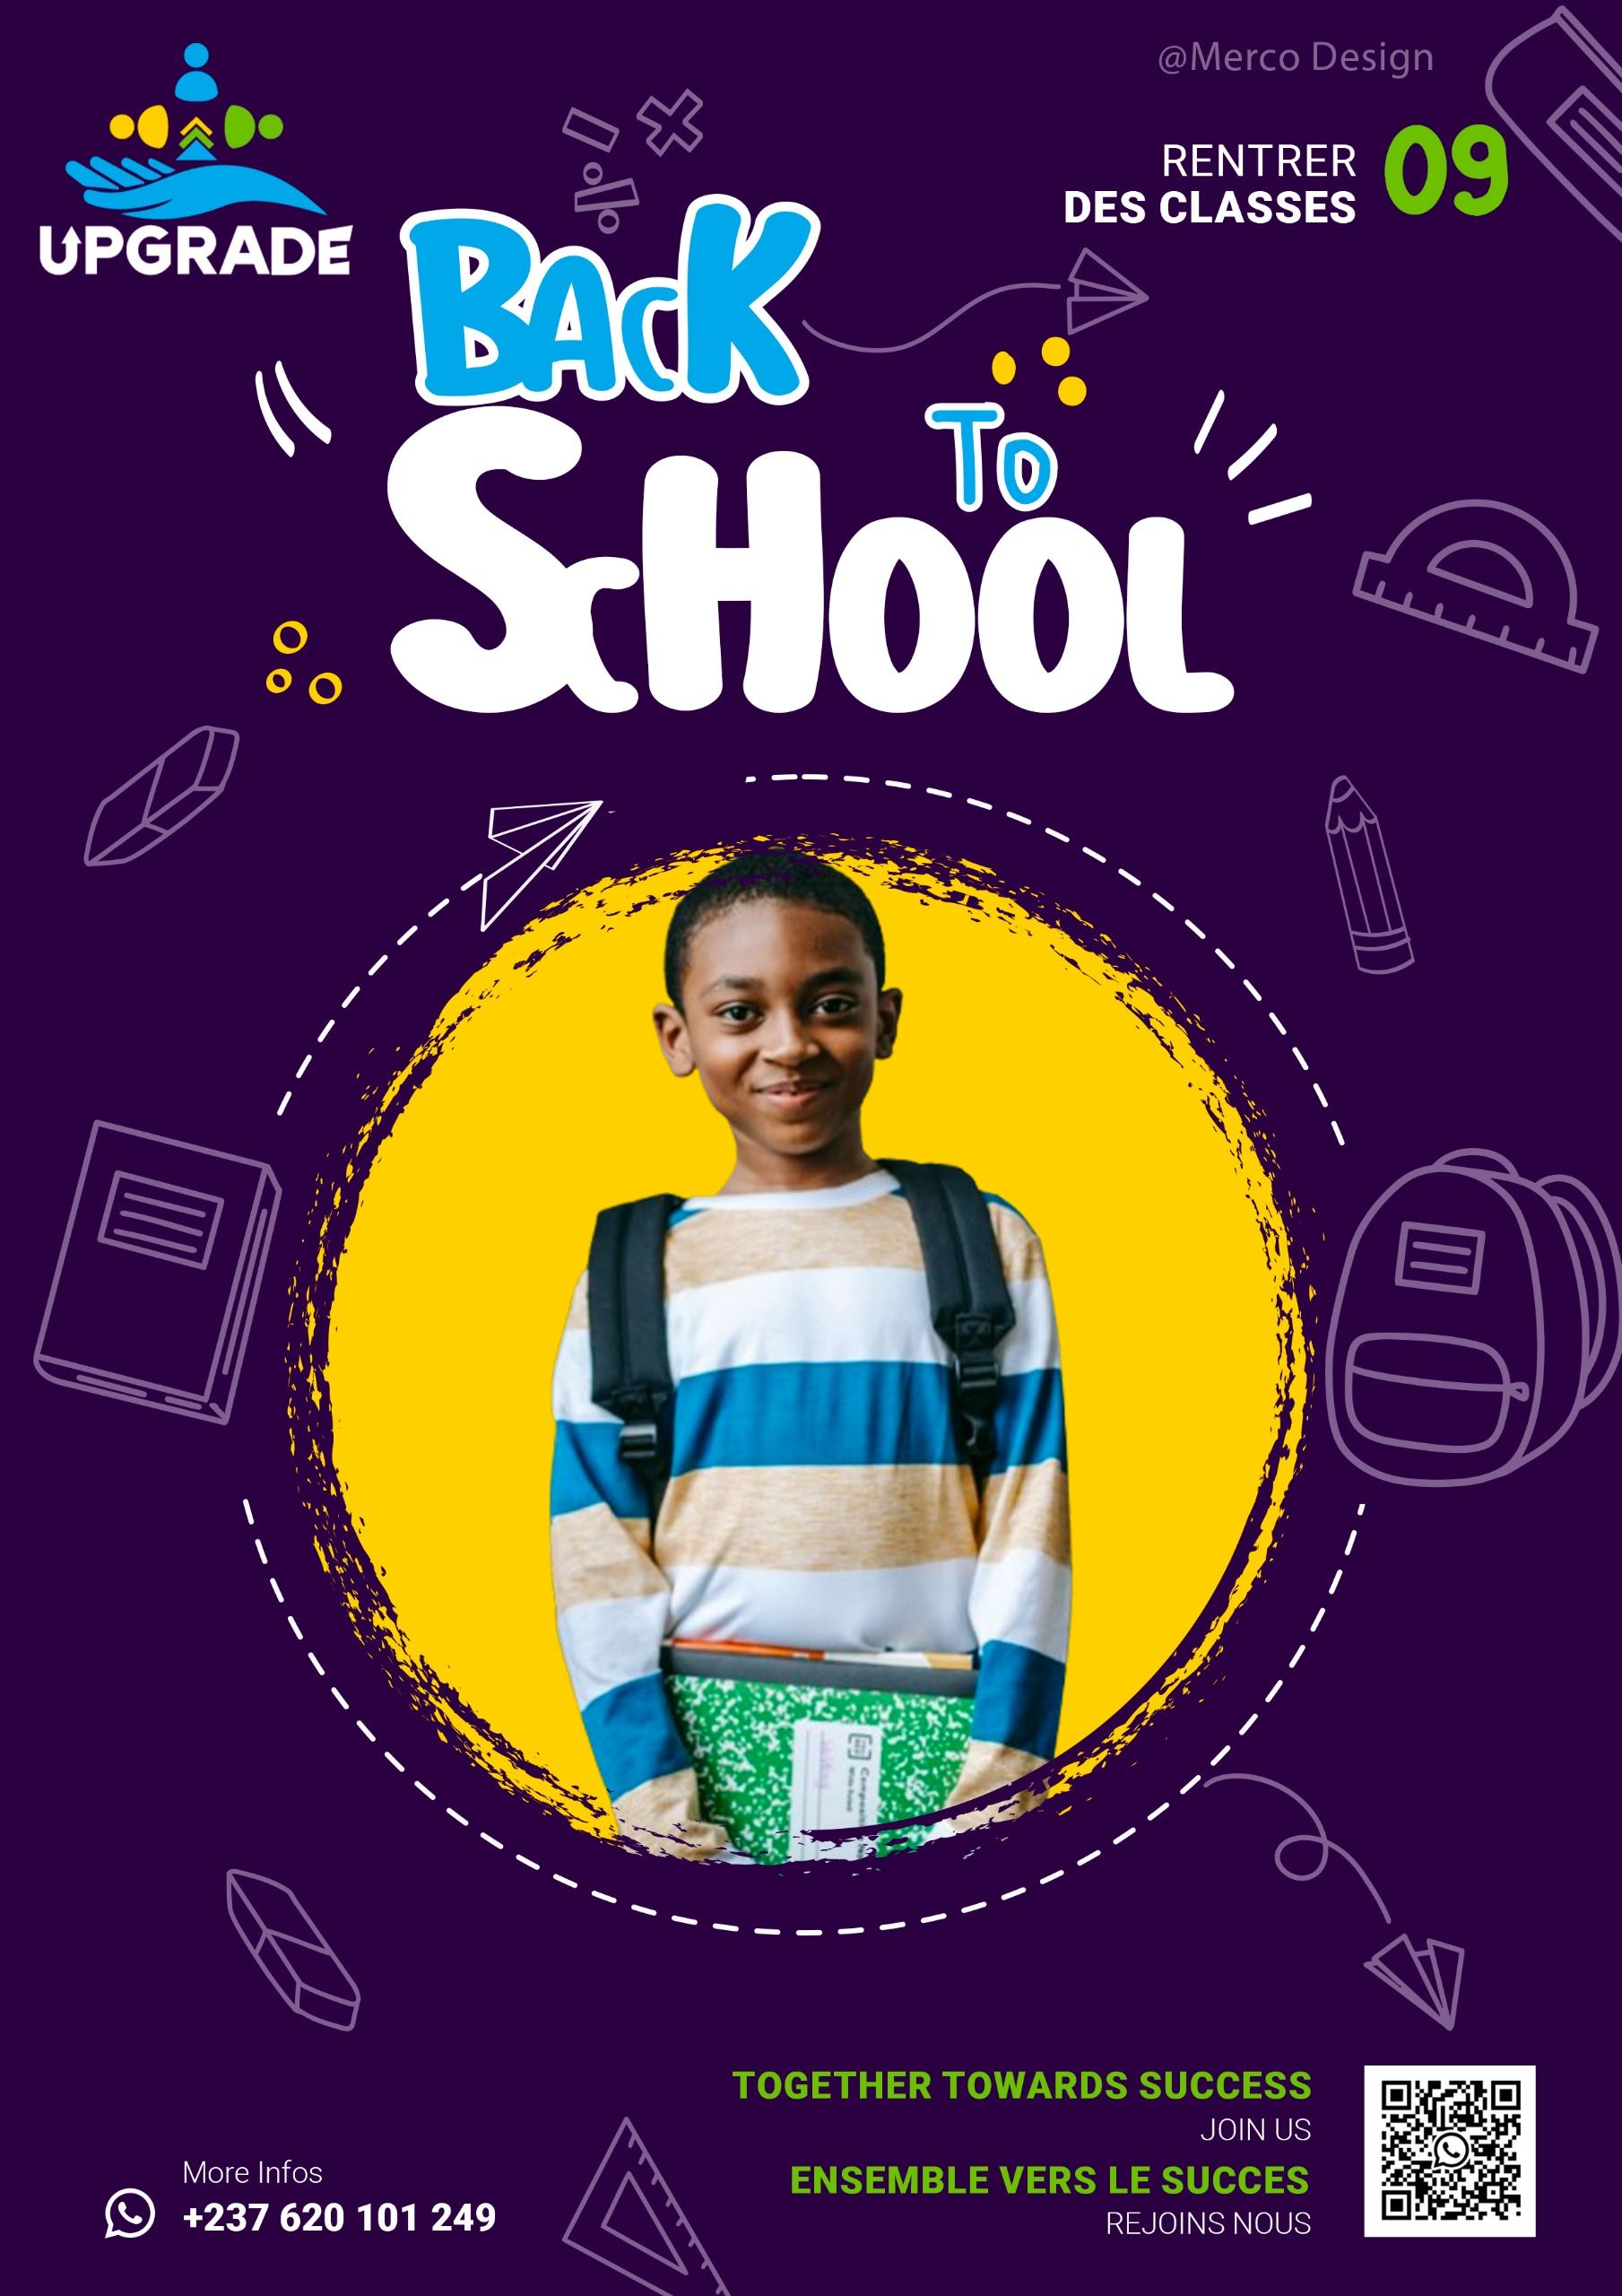 @Merco Design
UPGRADE
RENTRER
DES CLASSES
09
BACK
TO
SCHOOL
Composition
TOGETHER TOWARDS SUCCESS
JOIN US
ENSEMBLE VERS LE SUCCES
REJOINS NOUS
More Infos
+237 620 101 249